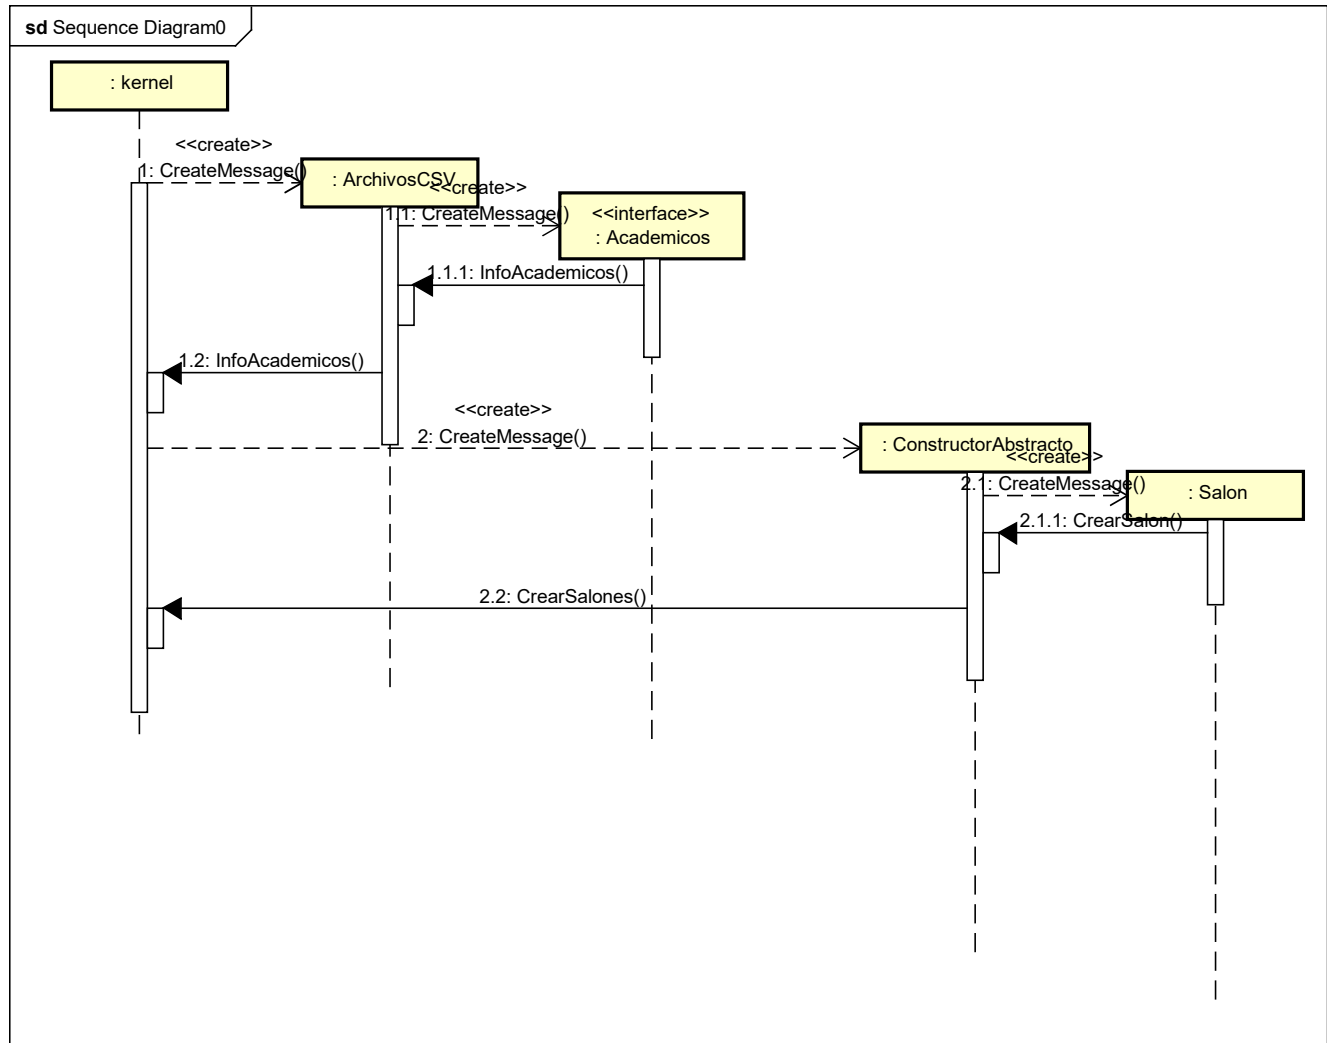 sd Sequence Diagram0
: kernel
<<create>>
1: CreateMessage()
: ArchivosCSV
<<create>>
1.1: CreateMessage()
<<interface>>
: Academicos
1.1.1: InfoAcademicos()
1.2: InfoAcademicos()
<<create>>
2: CreateMessage()
: ConstructorAbstracto
<<create>>
2.1: CreateMessage()
: Salon
2.1.1: CrearSalon()
2.2: CrearSalones()